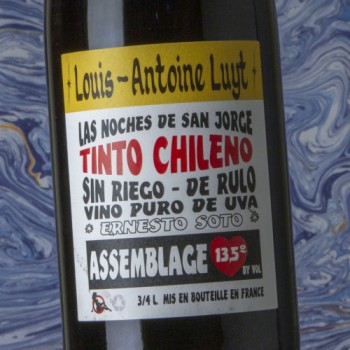 Louis-Antoine Luyt
LAS NOCHES DE SAN JORGE
TINTO CHILENO
SIN RIEGO - DE RULO
VINO PURO DE UVA
ERNESTO SOTO
ASSEMBLAGE 13,5º
BY VOL
3/4 L MIS EN BOUTEILLE EN FRANCE